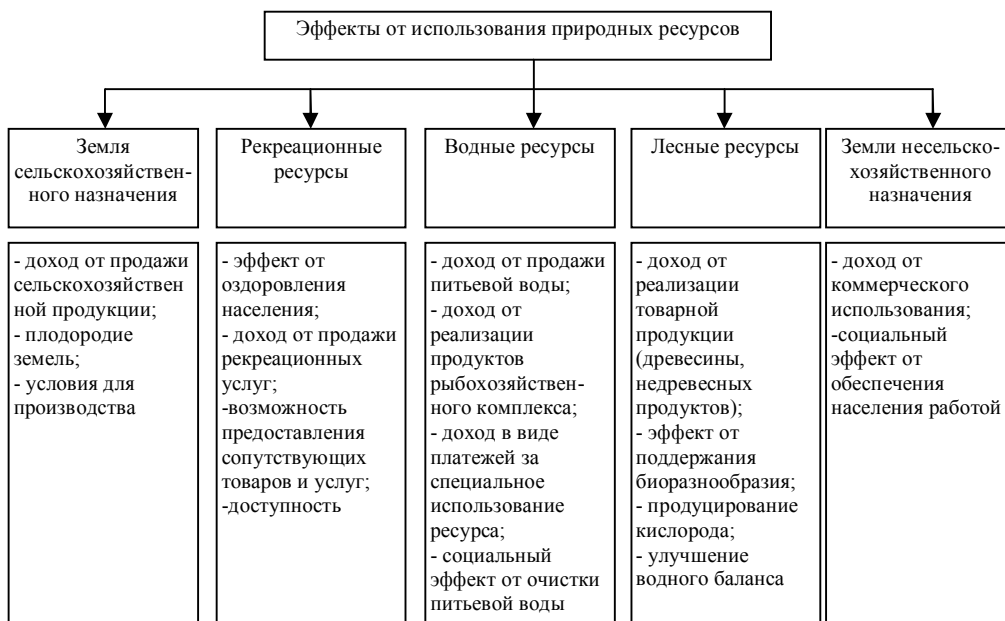 Эффекты от использования природных ресурсов
Земля
сельскохозяйствен-
ного назначения
Рекреационные
ресурсы
Водные ресурсы
Лесные ресурсы
Земли несельско-
хозяйственного
назначения
- доход от продажи
сельскохозяйствен
ной продукции;
- плодородие
земель;
- условия для
производства
- эффект от
оздоровления
населения;
- доход от продажи
рекреационных
услуг;
-возможность
предоставления
сопутствующих
товаров и услуг;
-доступность
- доход от продажи
питьевой воды;
- доход от
реализации
продуктов
рыбохозяйствен-
ного комплекса;
- доход в виде
платежей за
специальное
использование
ресурса;
- социальный
эффект от очистки
питьевой воды
- доход от
реализации
товарной
продукции
(древесины,
недревесных
продуктов);
- эффект от
поддержания
биоразнообразия;
- продуцирование
кислорода;
- улучшение
водного баланса
- доход от
коммерческого
использования;
-социальный
эффект от
обеспечения
населения работой